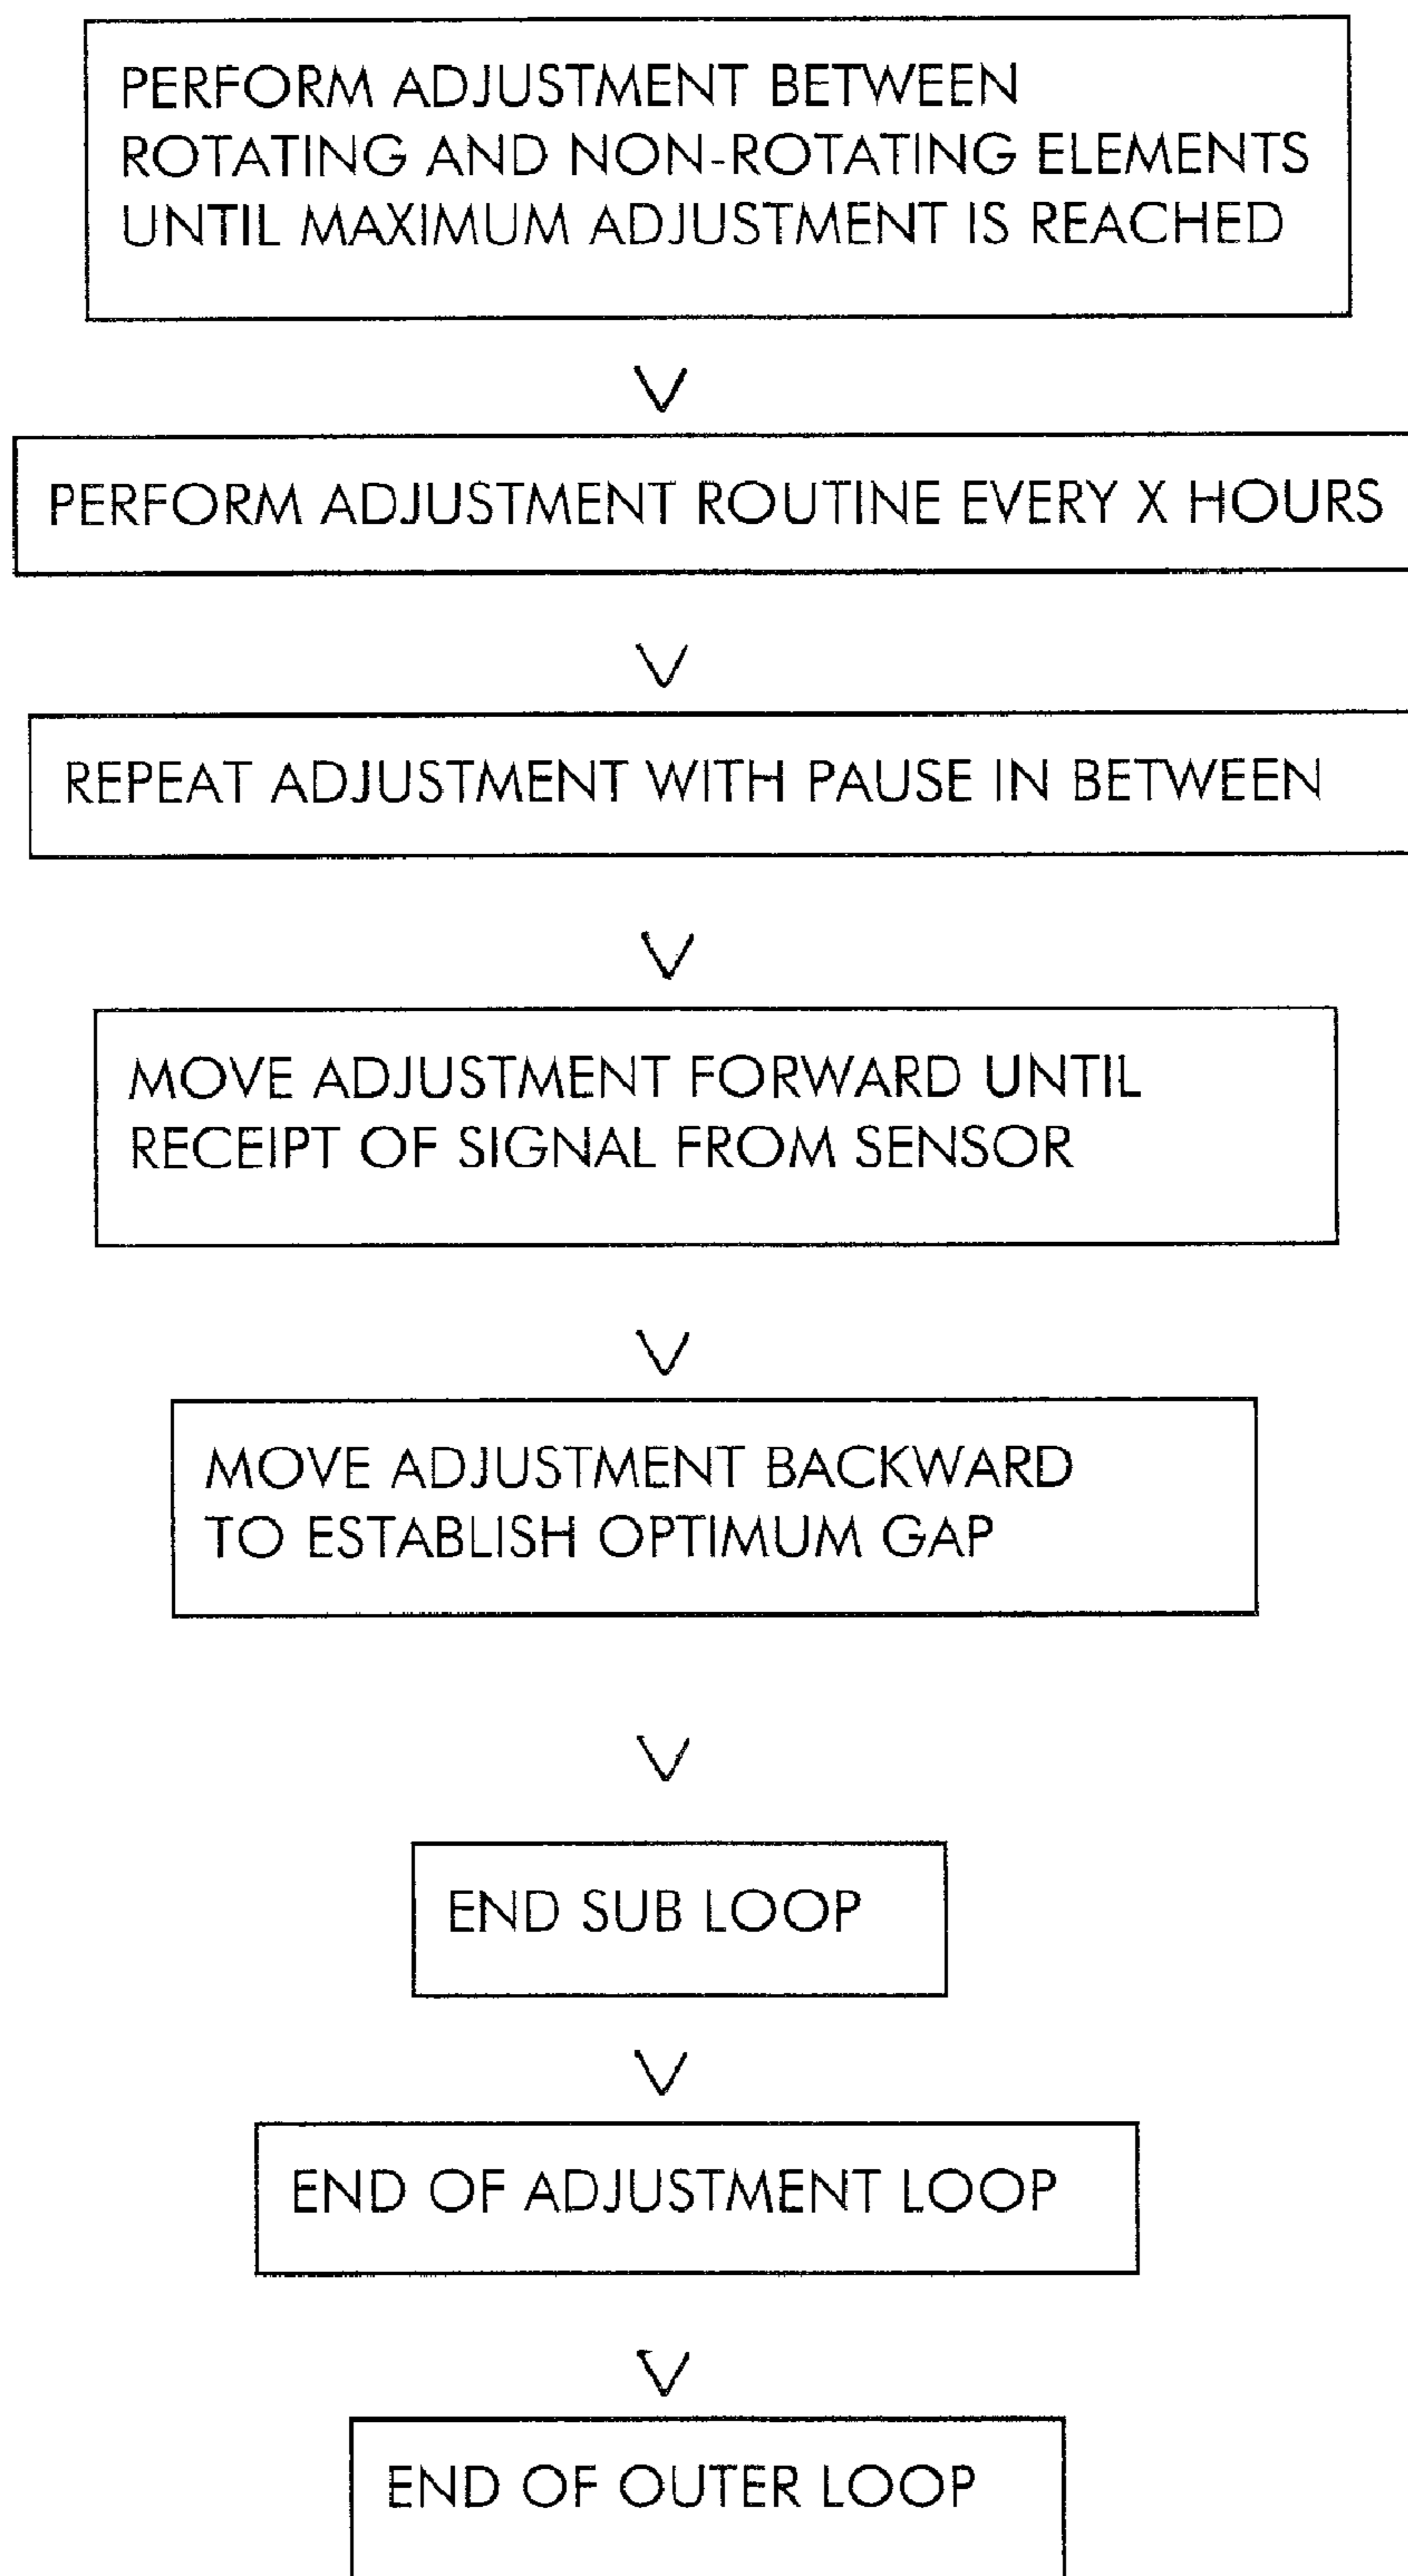 PERFORM ADJUSTMENT BETWEEN
ROTATING AND NON-ROTATING ELEMENTS
UNTIL MAXIMUM ADJUSTMENT IS REACHED
PERFORM ADJUSTMENT ROUTINE EVERY X HOURS
REPEAT ADJUSTMENT WITH PAUSE IN BETWEEN
MOVE ADJUSTMENT FORWARD UNTIL
RECEIPT OF SIGNAL FROM SENSOR
MOVE ADJUSTMENT BACKWARD
TO ESTABLISH OPTIMUM GAP
END SUB LOOP
END OF ADJUSTMENT LOOP
END OF OUTER LOOP